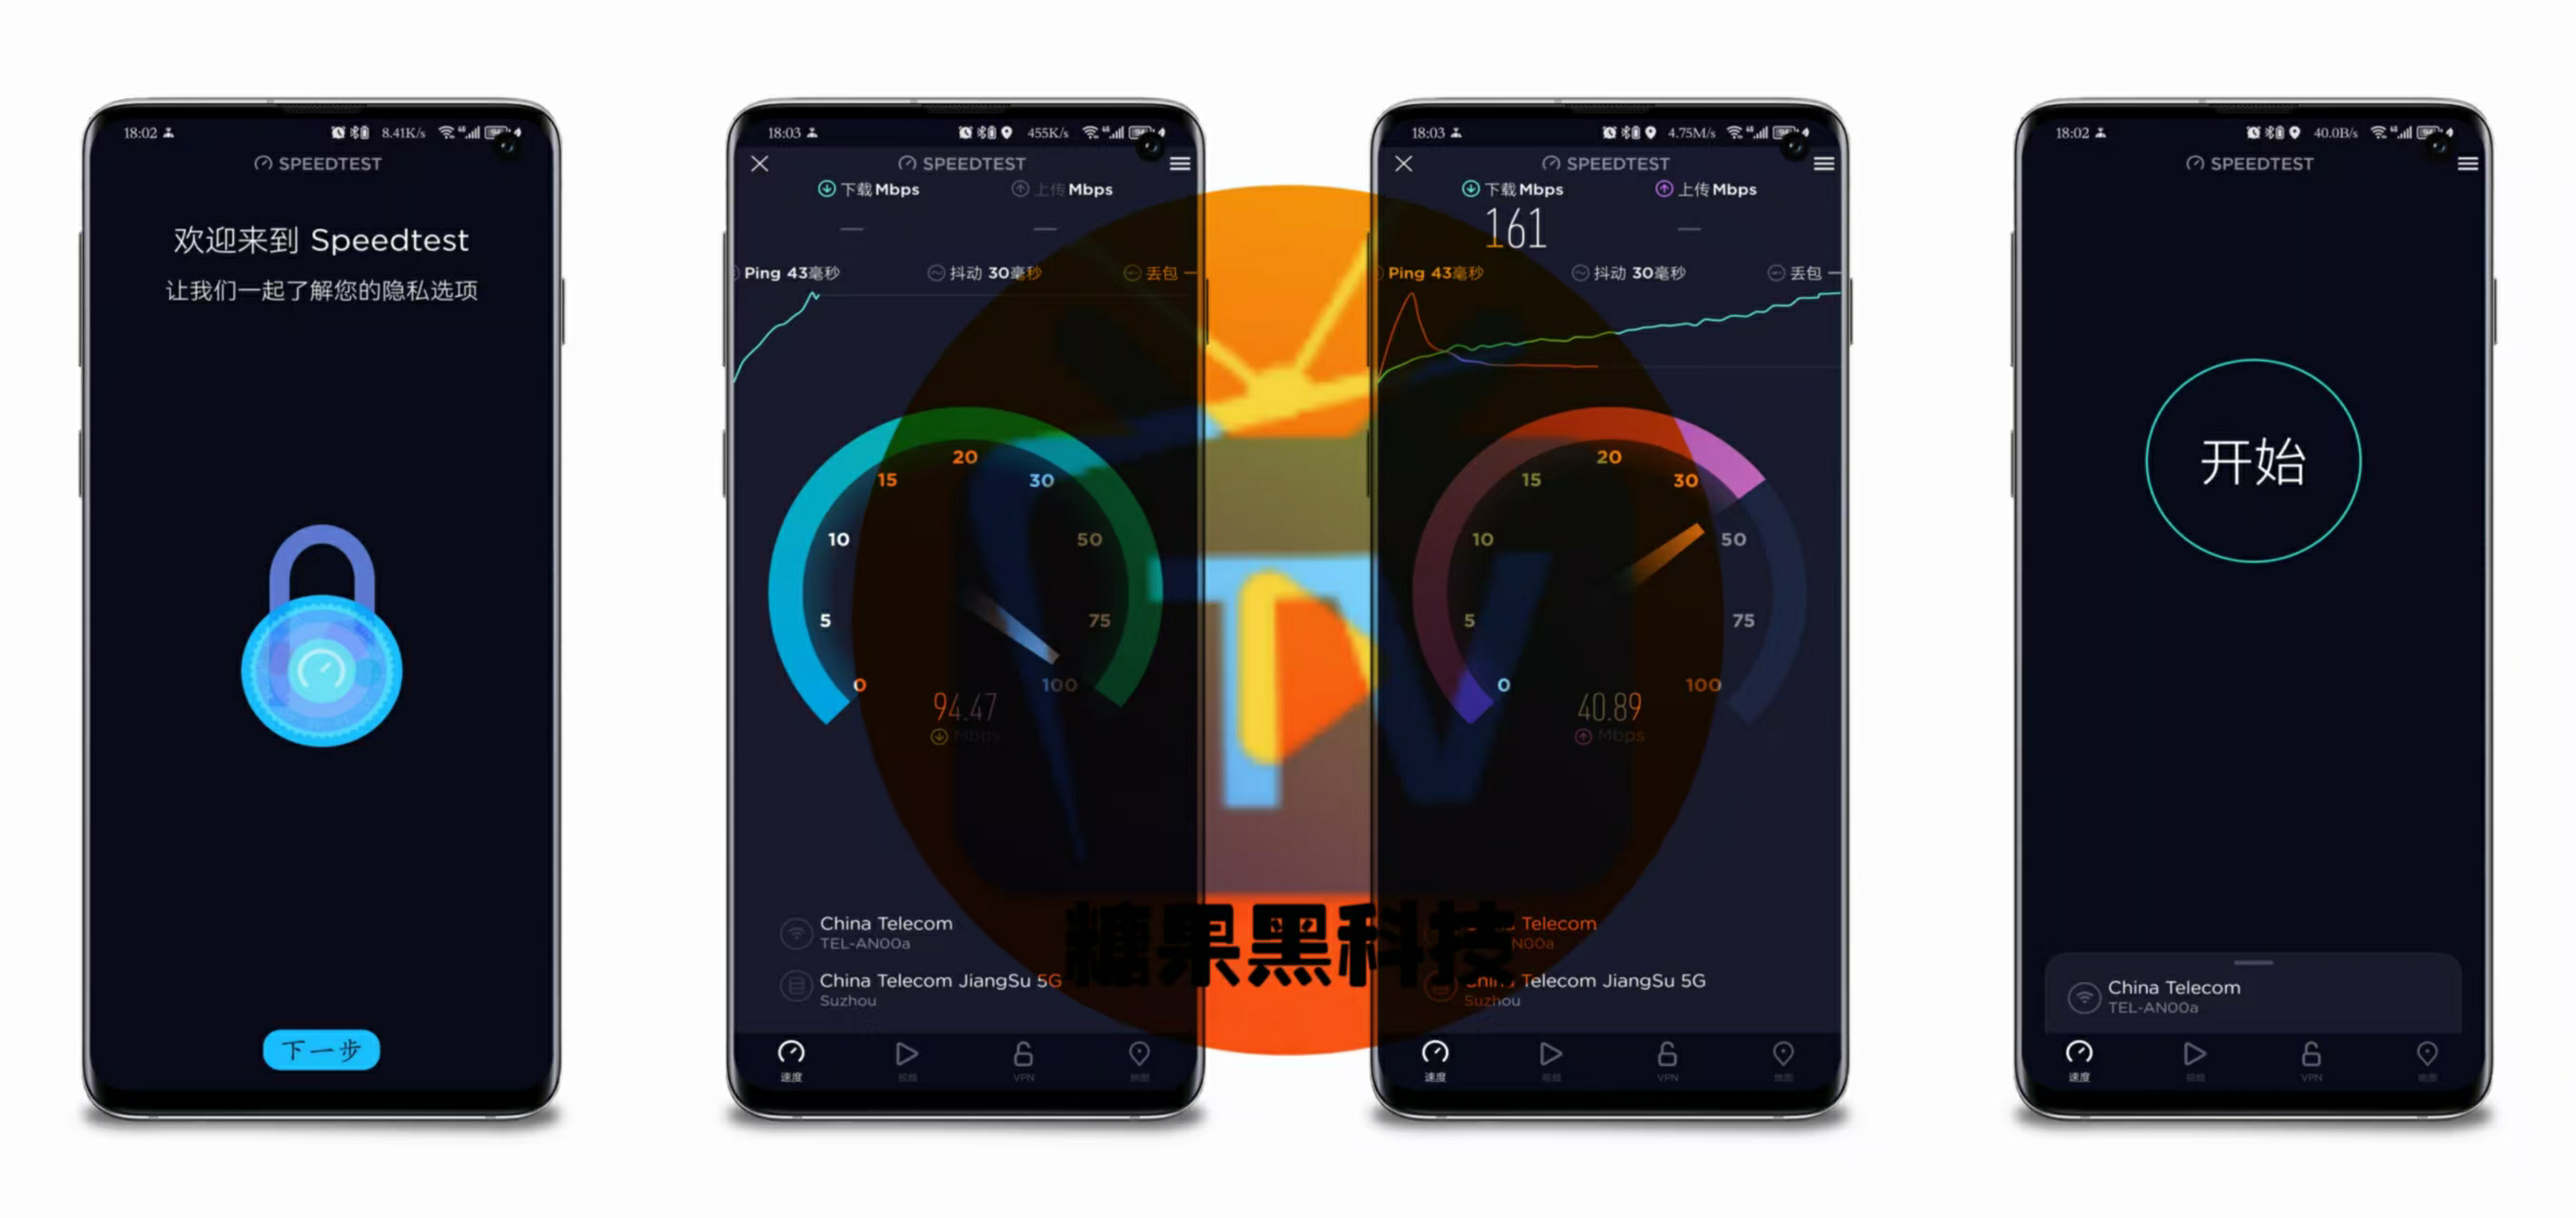 18:02 8.41K/s
SPEEDTEST
欢迎来到 Speedtest
让我们一起了解您的隐私选项
下一步
18:03 455K/s
SPEEDTEST
下载 Mbps 上传 Mbps
Ping 43毫秒 抖动 30毫秒 丢包
0
5
10
15
20
30
50
75
100
94.47
Mbps
China Telecom
TEL-AN00a
China Telecom JiangSu 5G
Suzhou
速度 视频 VPN 地图
TV
糖果黑科技
18:03 4.75M/s
SPEEDTEST
下载 Mbps 上传 Mbps
161
Ping 43毫秒 抖动 30毫秒 丢包
0
5
10
15
20
30
50
75
100
40.89
Mbps
Telecom
N00a
China Telecom JiangSu 5G
Suzhou
速度 视频 VPN 地图
18:02 40.0B/s
SPEEDTEST
开始
China Telecom
TEL-AN00a
速度 视频 VPN 地图